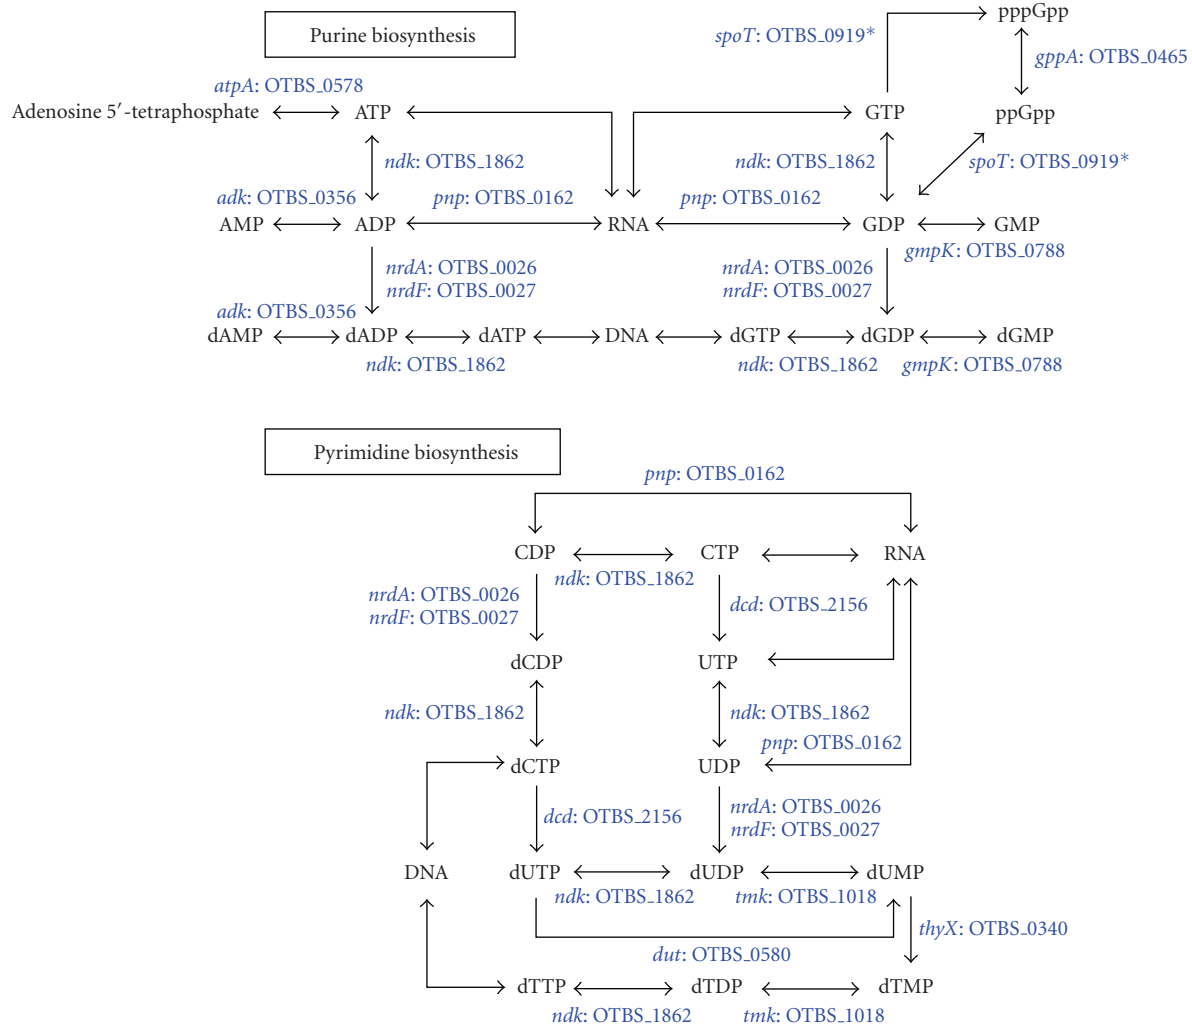 Purine biosynthesis
pppGpp
spoT: OTBS_0919*
gppA: OTBS_0465
atpA: OTBS_0578
Adenosine 5′-tetraphosphate
ATP
GTP
ppGpp
ndk: OTBS_1862
ndk: OTBS_1862
spoT: OTBS_0919*
adk: OTBS_0356
pnp: OTBS_0162
pnp: OTBS_0162
AMP
ADP
RNA
GDP
GMP
gmpK: OTBS_0788
nrdA: OTBS_0026
nrdF: OTBS_0027
nrdA: OTBS_0026
nrdF: OTBS_0027
adk: OTBS_0356
dAMP
dADP
dATP
DNA
dGTP
dGDP
dGMP
ndk: OTBS_1862
ndk: OTBS_1862
gmpK: OTBS_0788
Pyrimidine biosynthesis
pnp: OTBS_0162
CDP
CTP
RNA
ndk: OTBS_1862
nrdA: OTBS_0026
nrdF: OTBS_0027
dcd: OTBS_2156
dCDP
UTP
ndk: OTBS_1862
ndk: OTBS_1862
pnp: OTBS_0162
dCTP
UDP
dcd: OTBS_2156
nrdA: OTBS_0026
nrdF: OTBS_0027
DNA
dUTP
dUDP
dUMP
ndk: OTBS_1862
tmk: OTBS_1018
thyX: OTBS_0340
dut: OTBS_0580
dTTP
dTDP
dTMP
ndk: OTBS_1862
tmk: OTBS_1018